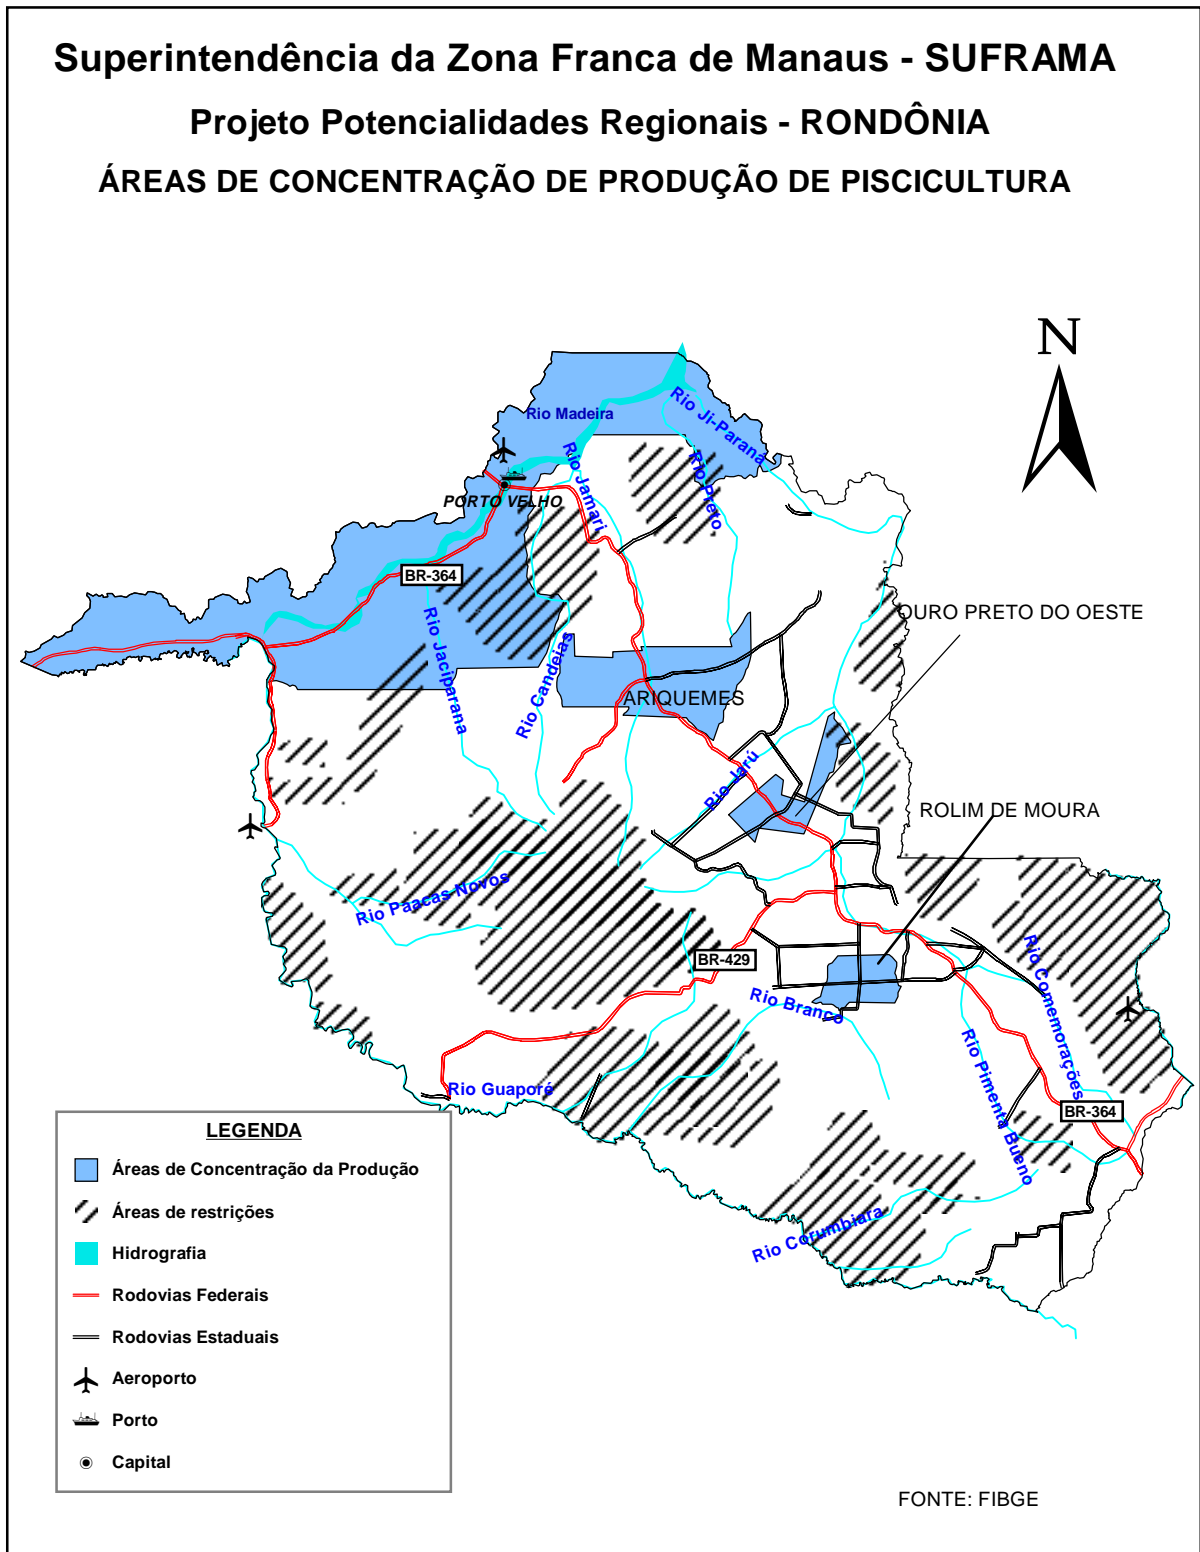 Superintendência da Zona Franca de Manaus - SUFRAMA
Projeto Potencialidades Regionais - RONDÔNIA
ÁREAS DE CONCENTRAÇÃO DE PRODUÇÃO DE PISCICULTURA
N
Rio Madeira
Rio Ji-Paraná
Rio Jamari
Rio Preto
PORTO VELHO
BR-364
OURO PRETO DO OESTE
Rio Jaciparana
Rio Candeias
ARIQUEMES
Rio Jarú
ROLIM DE MOURA
Rio Paacas Novos
BR-429
Rio Branco
Rio Comemorações
Rio Guaporé
Rio Pimenta Bueno
BR-364
Rio Corumbiara
LEGENDA
Áreas de Concentração da Produção
Áreas de restrições
Hidrografia
Rodovias Federais
Rodovias Estaduais
Aeroporto
Porto
Capital
FONTE: FIBGE